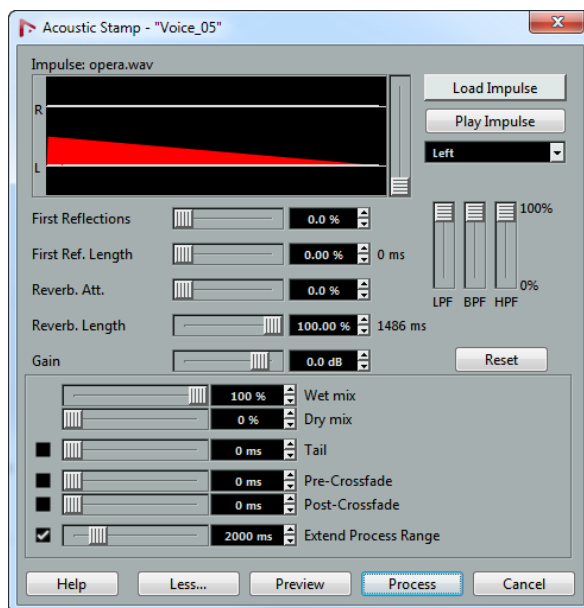 Acoustic Stamp - "Voice_05"
Impulse: opera.wav
R
L
Load Impulse
Play Impulse
Left
First Reflections 0.0 %
First Ref. Length 0.00 % 0 ms
Reverb. Att. 0.0 %
Reverb. Length 100.00 % 1486 ms
Gain 0.0 dB
100%
0%
LPF BPF HPF
Reset
100 % Wet mix
0 % Dry mix
0 ms Tail
0 ms Pre-Crossfade
0 ms Post-Crossfade
2000 ms Extend Process Range
Help Less... Preview Process Cancel